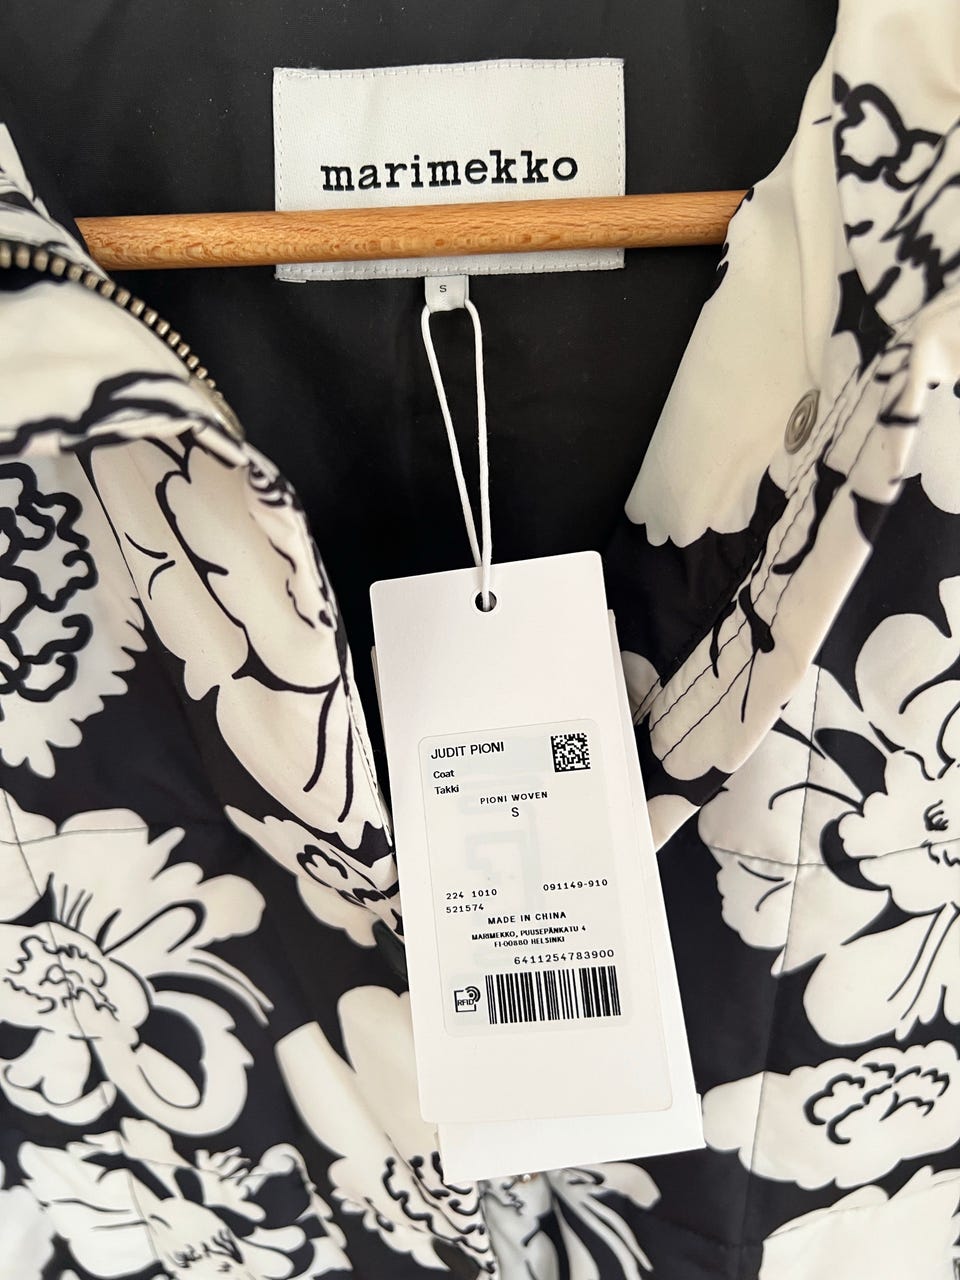 marimekko
S
JUDIT PIONI
Coat
Takki
PIONI WOVEN
S
224 1010
091149-910
521574
MADE IN CHINA
MARIMEKKO, PUUSEPÄNKATU 4
FI-00880 HELSINKI
6411254783900
RFID